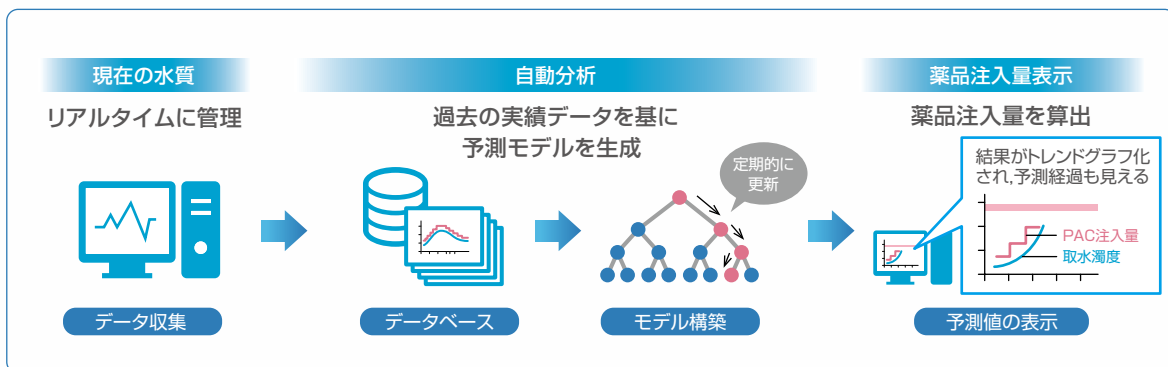 現在の水質
リアルタイムに管理
データ収集
自動分析
過去の実績データを基に
予測モデルを生成
定期的に
更新
データベース
モデル構築
薬品注入量表示
薬品注入量を算出
結果がトレンドグラフ化
され,予測経過も見える
PAC注入量
取水濁度
予測値の表示